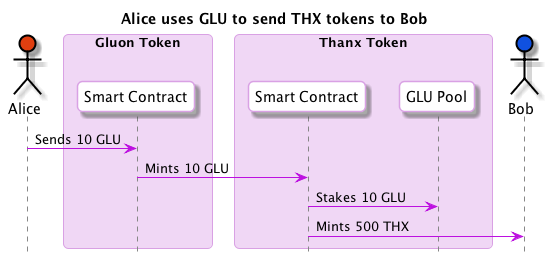 Alice uses GLU to send THX tokens to Bob
Gluon Token
Thanx Token
Smart Contract
Smart Contract
GLU Pool
Alice
Bob
Sends 10 GLU
Mints 10 GLU
Stakes 10 GLU
Mints 500 THX